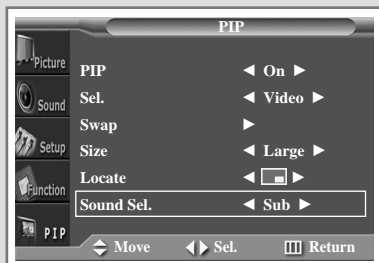 PIP
Picture
Sound
Setup
Function
PIP
PIP ◀ On ▶
Sel. ◀ Video ▶
Swap ▶
Size ◀ Large ▶
Locate ◀ ▶
Sound Sel. ◀ Sub ▶
Move Sel. Return